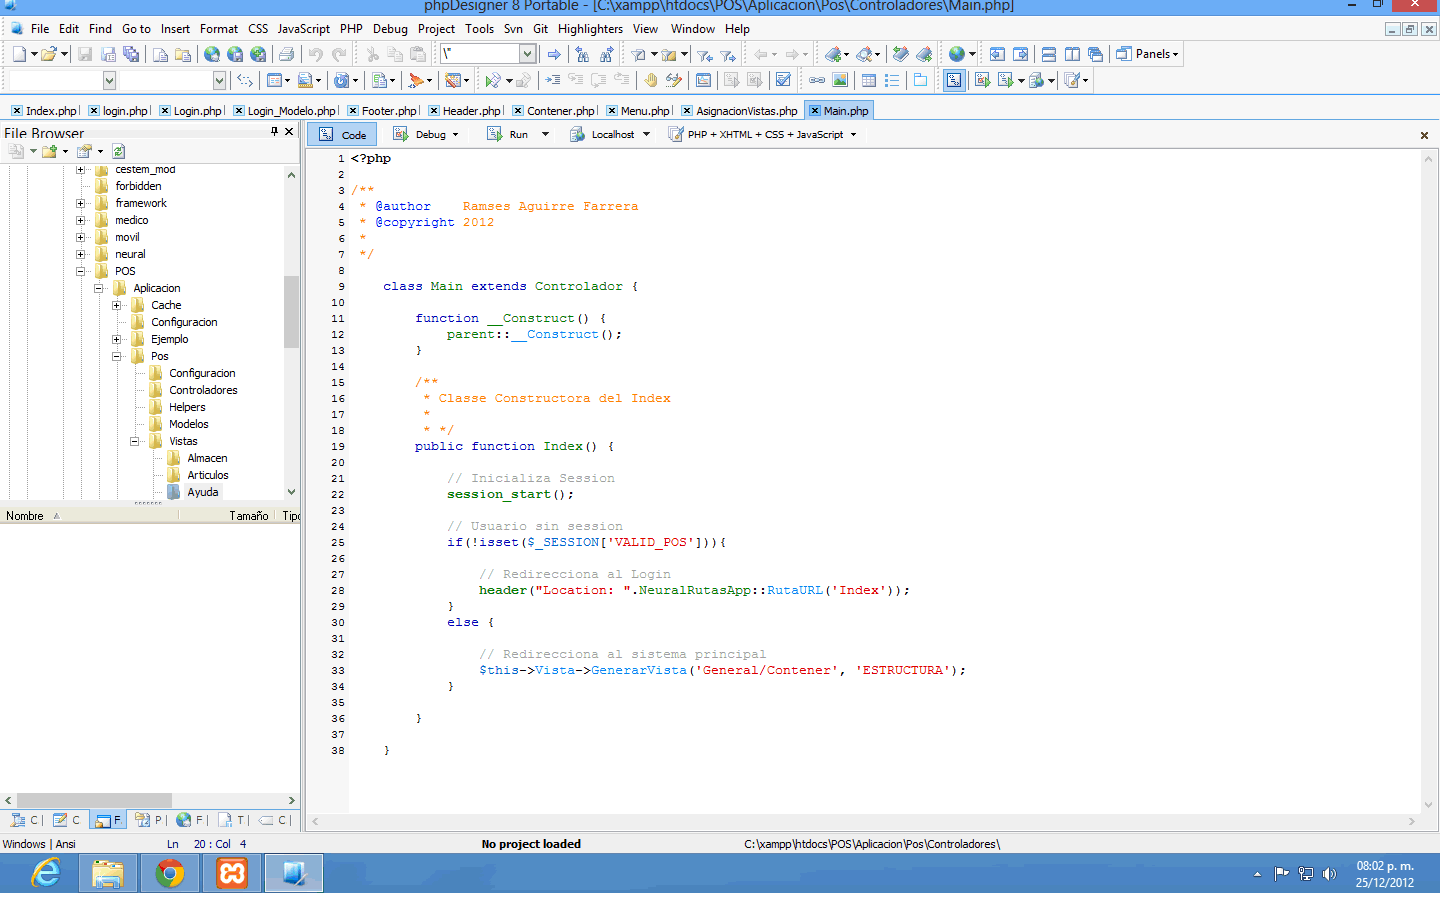 phpDesigner 8 Portable - [C:\xampp\htdocs\POS\Aplicacion\Pos\Controladores\Main.php]
File Edit Find Go to Insert Format CSS JavaScript PHP Debug Project Tools Svn Git Highlighters View Window Help
\"
Panels
Index.php login.php Login.php Login_Modelo.php Footer.php Header.php Contener.php Menu.php AsignacionVistas.php Main.php
File Browser
Code Debug Run Localhost PHP + XHTML + CSS + JavaScript
cestem_mod
forbidden
framework
medico
movil
neural
POS
Aplicacion
Cache
Configuracion
Ejemplo
Pos
Configuracion
Controladores
Helpers
Modelos
Vistas
Almacen
Articulos
Ayuda
Nombre Tamaño Tipo
C C F P F T C
1 <?php
2
3 /**
4 * @author Ramses Aguirre Farrera
5 * @copyright 2012
6 *
7 */
8
9 class Main extends Controlador {
10
11 function __Construct() {
12 parent::__Construct();
13 }
14
15 /**
16 * Classe Constructora del Index
17 *
18 * */
19 public function Index() {
20
21 // Inicializa Session
22 session_start();
23
24 // Usuario sin session
25 if(!isset($_SESSION['VALID_POS'])){
26
27 // Redirecciona al Login
28 header("Location: ".NeuralRutasApp::RutaURL('Index'));
29 }
30 else {
31
32 // Redirecciona al sistema principal
33 $this->Vista->GenerarVista('General/Contener', 'ESTRUCTURA');
34 }
35
36 }
37
38 }
Windows | Ansi Ln 20 : Col 4 No project loaded C:\xampp\htdocs\POS\Aplicacion\Pos\Controladores\
08:02 p. m.
25/12/2012